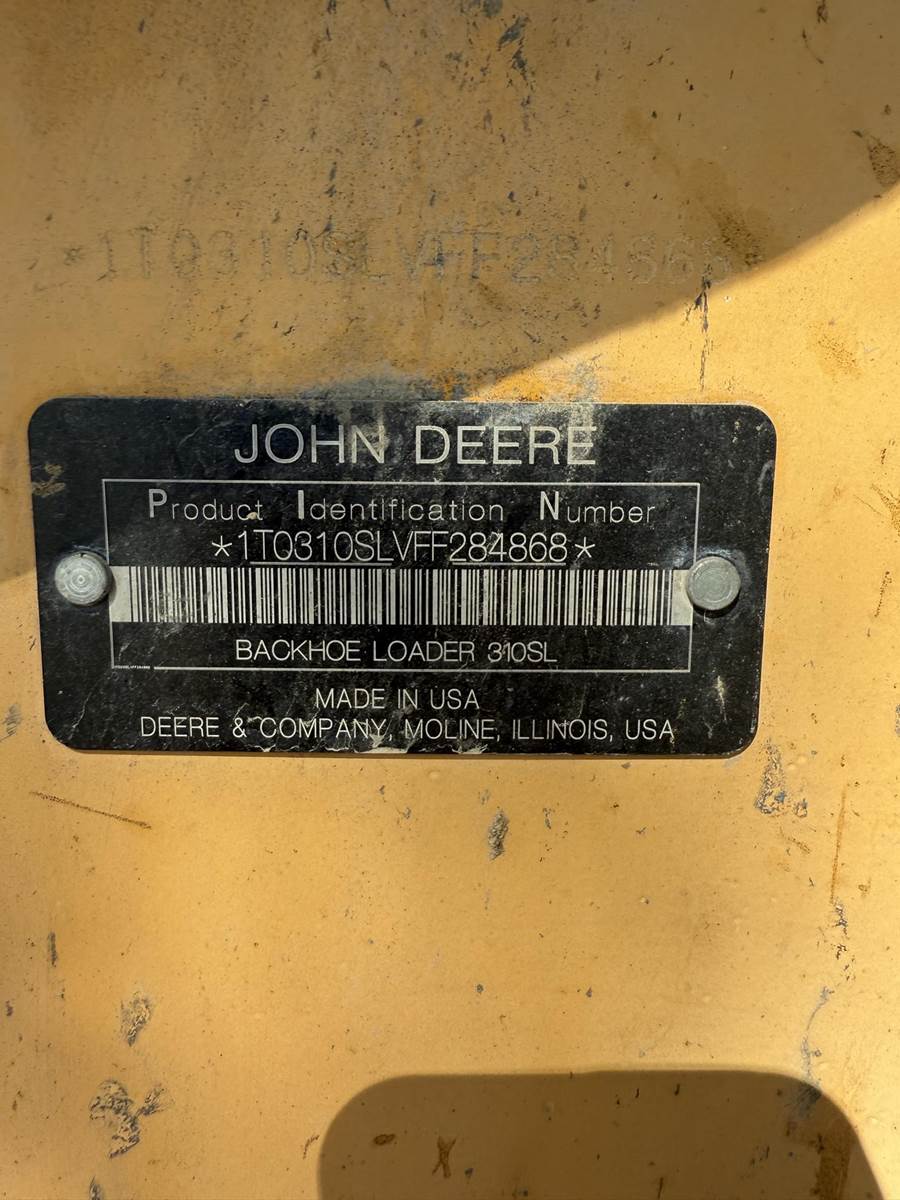 *1T0310SLVFF284868
JOHN DEERE
Product Identification Number
*1T0310SLVFF284868*
BACKHOE LOADER 310SL
MADE IN USA
DEERE & COMPANY, MOLINE, ILLINOIS, USA